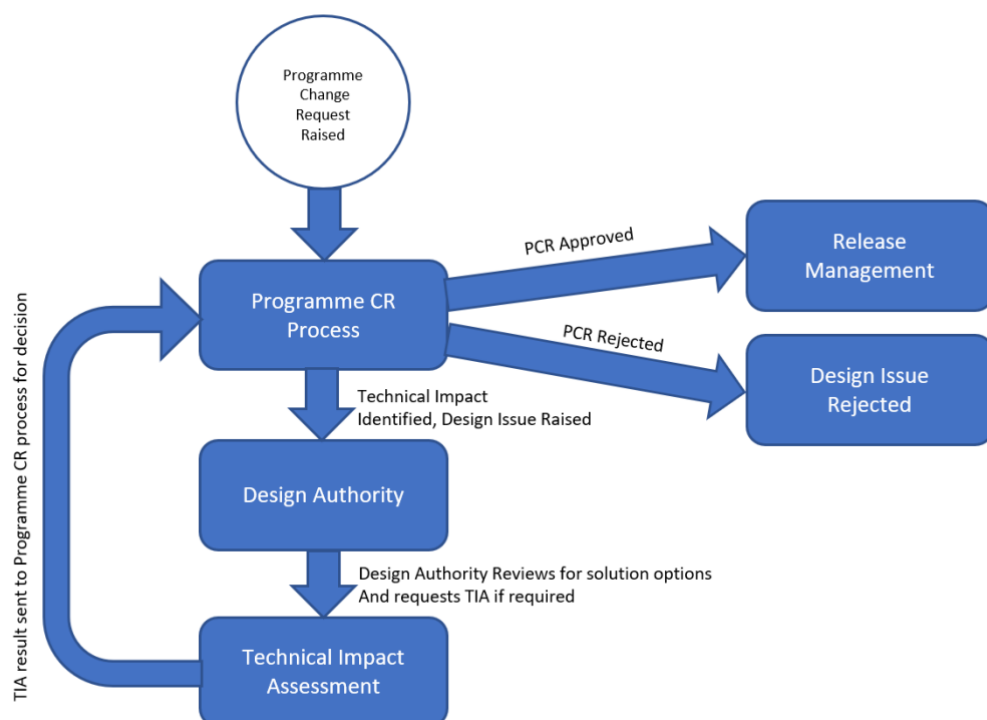 Programme
Change
Request
Raised
PCR Approved
Release
Management
Programme CR
Process
PCR Rejected
Design Issue
Rejected
Technical Impact
Identified, Design Issue Raised
Design Authority
Design Authority Reviews for solution options
And requests TIA if required
Technical Impact
Assessment
TIA result sent to Programme CR process for decision